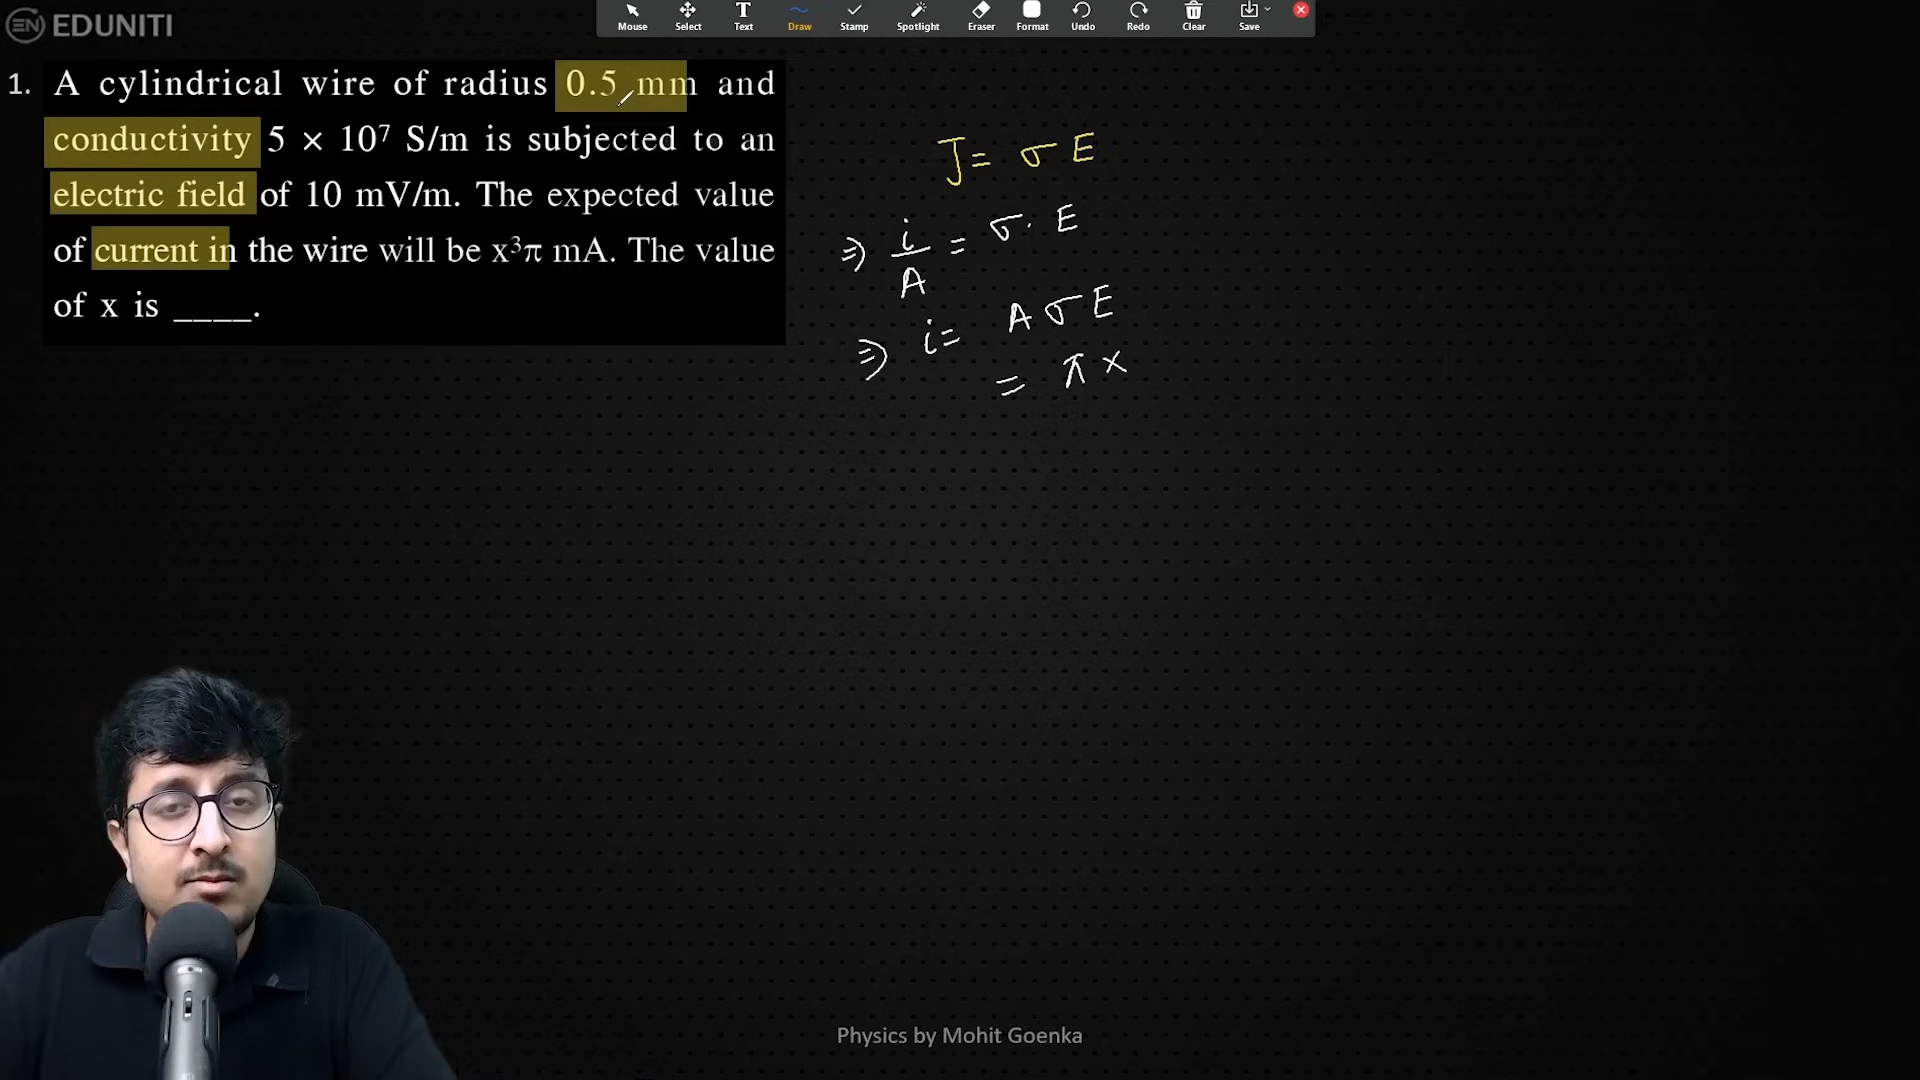 EN EDUNITI
Mouse Select Text Draw Stamp Spotlight Eraser Format Undo Redo Clear Save
1. A cylindrical wire of radius 0.5 mm and
conductivity 5 × 10⁷ S/m is subjected to an
electric field of 10 mV/m. The expected value
of current in the wire will be x³π mA. The value
of x is ____.
J = σ E
⇒ i/A = σ · E
⇒ i = A σ E
= π ×
Physics by Mohit Goenka